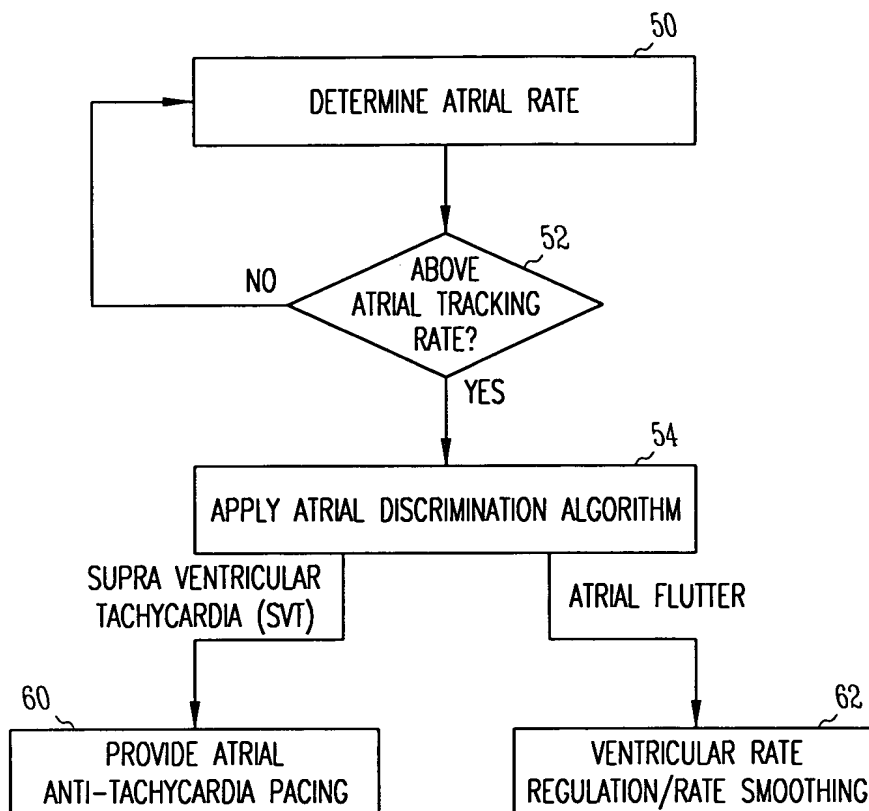 50
DETERMINE ATRIAL RATE
52
NO
ABOVE
ATRIAL TRACKING
RATE?
YES
54
APPLY ATRIAL DISCRIMINATION ALGORITHM
SUPRA VENTRICULAR
TACHYCARDIA (SVT)
ATRIAL FLUTTER
60
PROVIDE ATRIAL
ANTI-TACHYCARDIA PACING
62
VENTRICULAR RATE
REGULATION/RATE SMOOTHING